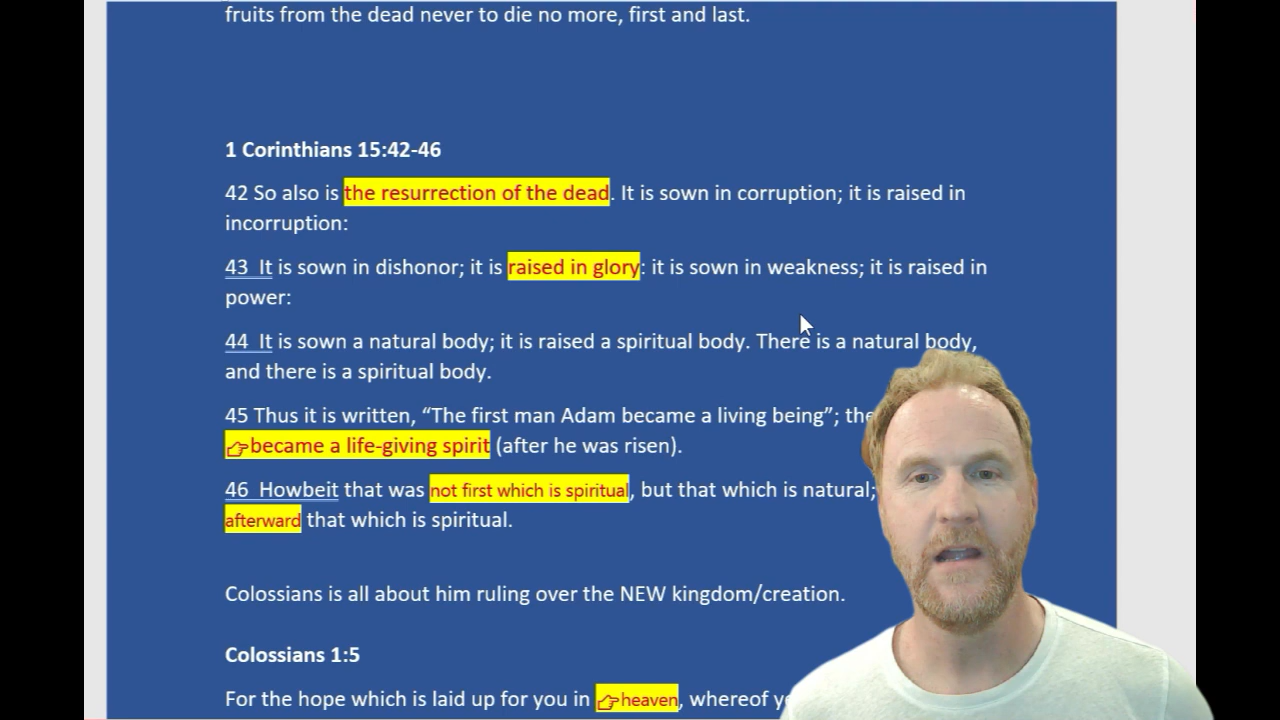 fruits from the dead never to die no more, first and last.
1 Corinthians 15:42-46
42 So also is the resurrection of the dead. It is sown in corruption; it is raised in
incorruption:
43 It is sown in dishonor; it is raised in glory: it is sown in weakness; it is raised in
power:
44 It is sown a natural body; it is raised a spiritual body. There is a natural body,
and there is a spiritual body.
45 Thus it is written, “The first man Adam became a living being”; the
👉became a life-giving spirit (after he was risen).
46 Howbeit that was not first which is spiritual, but that which is natural;
afterward that which is spiritual.
Colossians is all about him ruling over the NEW kingdom/creation.
Colossians 1:5
For the hope which is laid up for you in 👉heaven, whereof